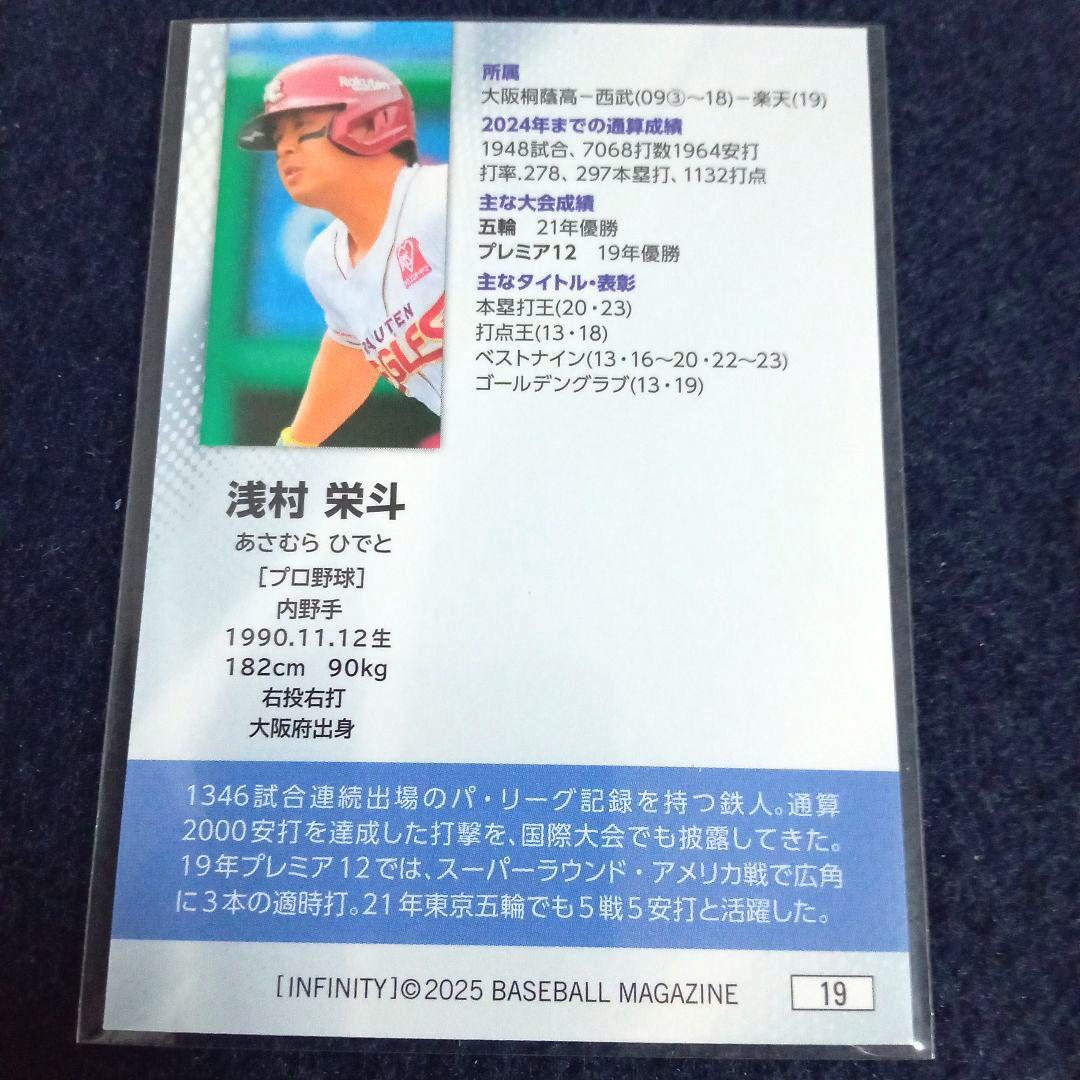 Rakuten
RAKUTEN
EAGLES
所属
大阪桐蔭高－西武(09③～18)－楽天(19)
2024年までの通算成績
1948試合、7068打数1964安打
打率.278、297本塁打、1132打点
主な大会成績
五輪　21年優勝
プレミア12　19年優勝
主なタイトル・表彰
本塁打王(20・23)
打点王(13・18)
ベストナイン(13・16～20・22～23)
ゴールデングラブ(13・19)
浅村 栄斗
あさむら ひでと
［プロ野球］
内野手
1990.11.12生
182cm　90kg
右投右打
大阪府出身
1346試合連続出場のパ・リーグ記録を持つ鉄人。通算
2000安打を達成した打撃を、国際大会でも披露してきた。
19年プレミア12では、スーパーラウンド・アメリカ戦で広角
に3本の適時打。21年東京五輪でも5戦5安打と活躍した。
[INFINITY]©2025 BASEBALL MAGAZINE
19